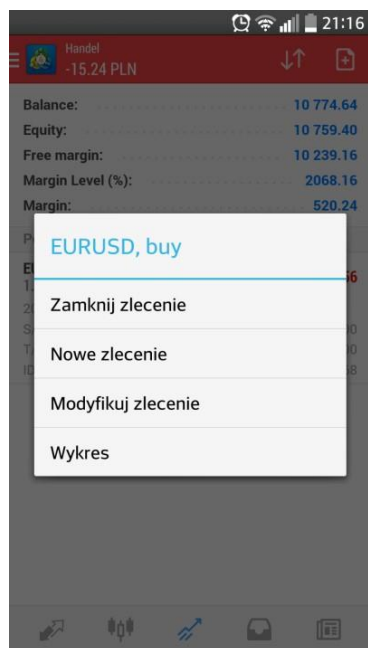 21:16
Handel
-15.24 PLN
Balance: 10 774.64
Equity: 10 759.40
Free margin: 10 239.16
Margin Level (%): 2068.16
Margin: 520.24
EURUSD, buy
Zamknij zlecenie
Nowe zlecenie
Modyfikuj zlecenie
Wykres